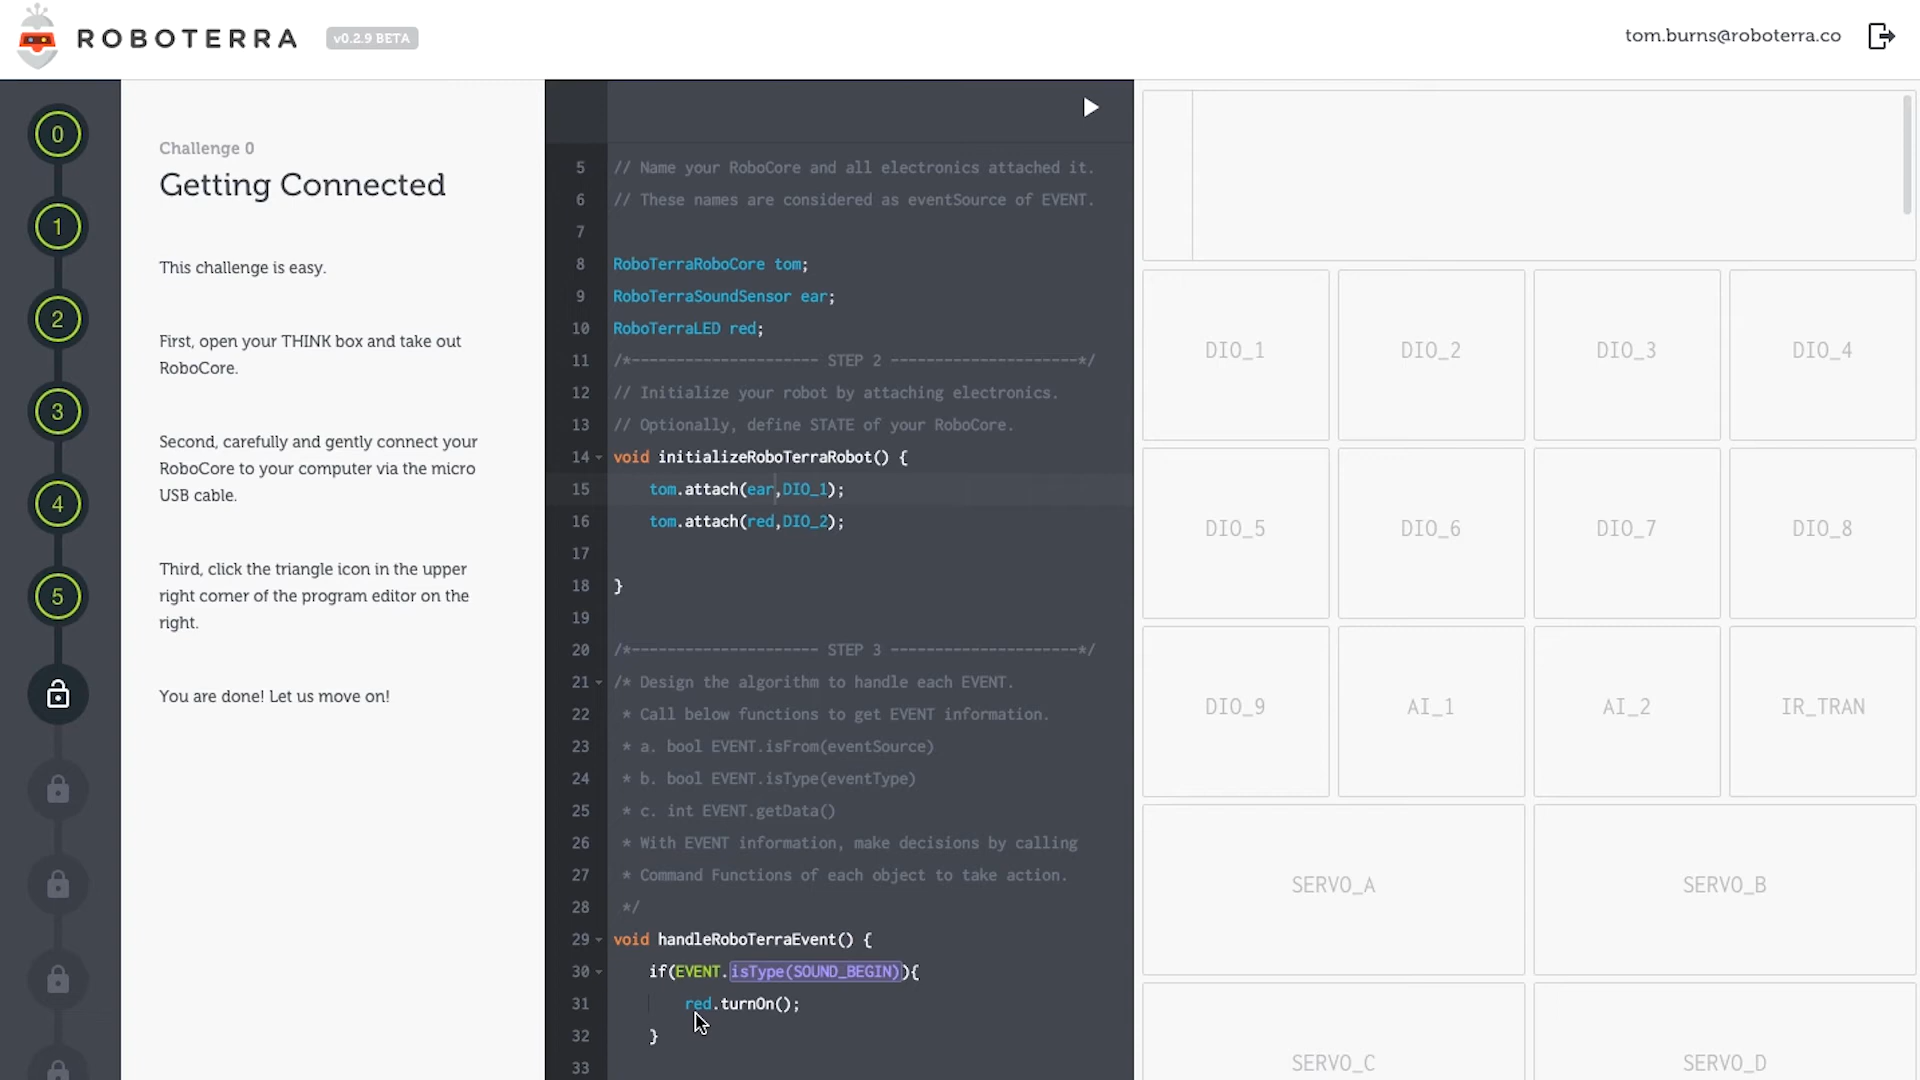 ROBOTERRA
v0.2.9 BETA
tom.burns@roboterra.co
0
1
2
3
4
5
Challenge 0
Getting Connected
This challenge is easy.
First, open your THINK box and take out
RoboCore.
Second, carefully and gently connect your
RoboCore to your computer via the micro
USB cable.
Third, click the triangle icon in the upper
right corner of the program editor on the
right.
You are done! Let us move on!
5 // Name your RoboCore and all electronics attached it.
6 // These names are considered as eventSource of EVENT.
7
8 RoboTerraRoboCore tom;
9 RoboTerraSoundSensor ear;
10 RoboTerraLED red;
11 /*--------------------- STEP 2 ---------------------*/
12 // Initialize your robot by attaching electronics.
13 // Optionally, define STATE of your RoboCore.
14 void initializeRoboTerraRobot() {
15 tom.attach(ear,DIO_1);
16 tom.attach(red,DIO_2);
17
18 }
19
20 /*--------------------- STEP 3 ---------------------*/
21 /* Design the algorithm to handle each EVENT.
22 * Call below functions to get EVENT information.
23 * a. bool EVENT.isFrom(eventSource)
24 * b. bool EVENT.isType(eventType)
25 * c. int EVENT.getData()
26 * With EVENT information, make decisions by calling
27 * Command Functions of each object to take action.
28 */
29 void handleRoboTerraEvent() {
30 if(EVENT.isType(SOUND_BEGIN)){
31 red.turnOn();
32 }
33
DIO_1 DIO_2 DIO_3 DIO_4
DIO_5 DIO_6 DIO_7 DIO_8
DIO_9 AI_1 AI_2 IR_TRAN
SERVO_A SERVO_B
SERVO_C SERVO_D